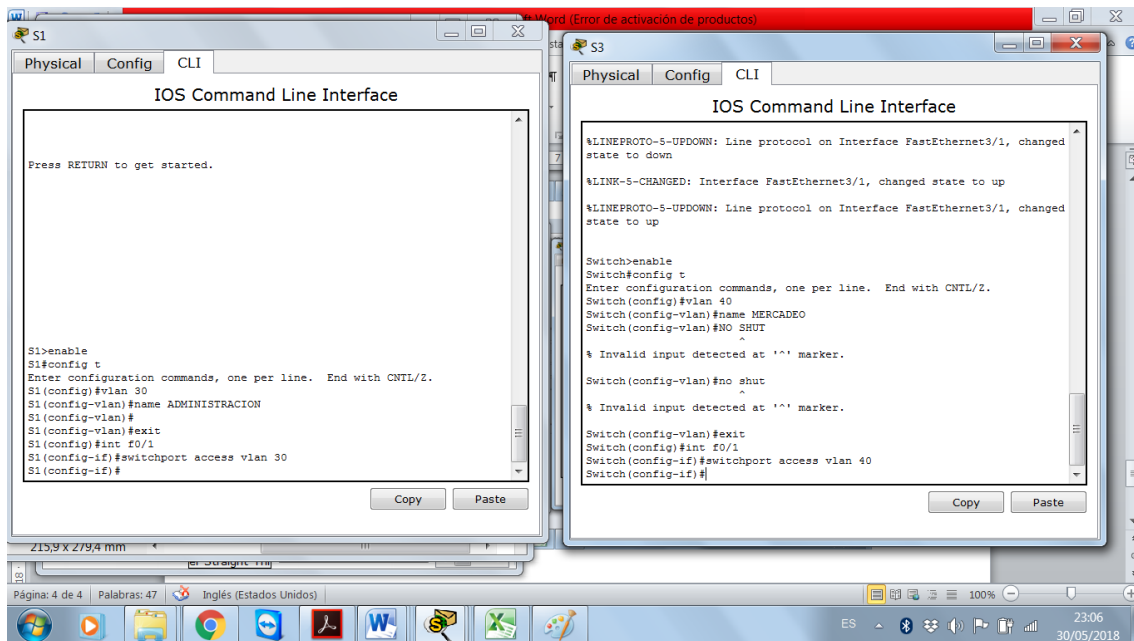 ft Word (Error de activación de productos)
S1
Physical Config CLI
IOS Command Line Interface
Press RETURN to get started.
S1>enable
S1#config t
Enter configuration commands, one per line.  End with CNTL/Z.
S1(config)#vlan 30
S1(config-vlan)#name ADMINISTRACION
S1(config-vlan)#
S1(config-vlan)#exit
S1(config)#int f0/1
S1(config-if)#switchport access vlan 30
S1(config-if)#
Copy Paste
S3
Physical Config CLI
IOS Command Line Interface
%LINEPROTO-5-UPDOWN: Line protocol on Interface FastEthernet3/1, changed
state to down
%LINK-5-CHANGED: Interface FastEthernet3/1, changed state to up
%LINEPROTO-5-UPDOWN: Line protocol on Interface FastEthernet3/1, changed
state to up
Switch>enable
Switch#config t
Enter configuration commands, one per line.  End with CNTL/Z.
Switch(config)#vlan 40
Switch(config-vlan)#name MERCADEO
Switch(config-vlan)#NO SHUT
^
% Invalid input detected at '^' marker.
Switch(config-vlan)#no shut
^
% Invalid input detected at '^' marker.
Switch(config-vlan)#exit
Switch(config)#int f0/1
Switch(config-if)#switchport access vlan 40
Switch(config-if)#
Copy Paste
215,9 x 279,4 mm
Página: 4 de 4 Palabras: 47 Inglés (Estados Unidos) 100%
ES 23:06
30/05/2018